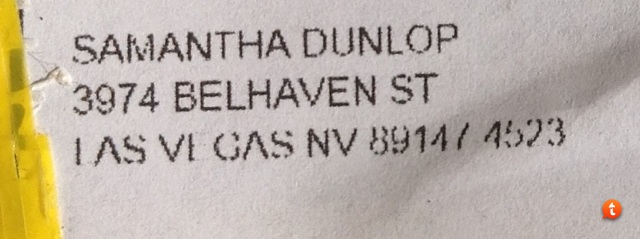 SAMANTHA DUNLOP
3974 BELHAVEN ST
LAS VEGAS NV 89147 4523
t